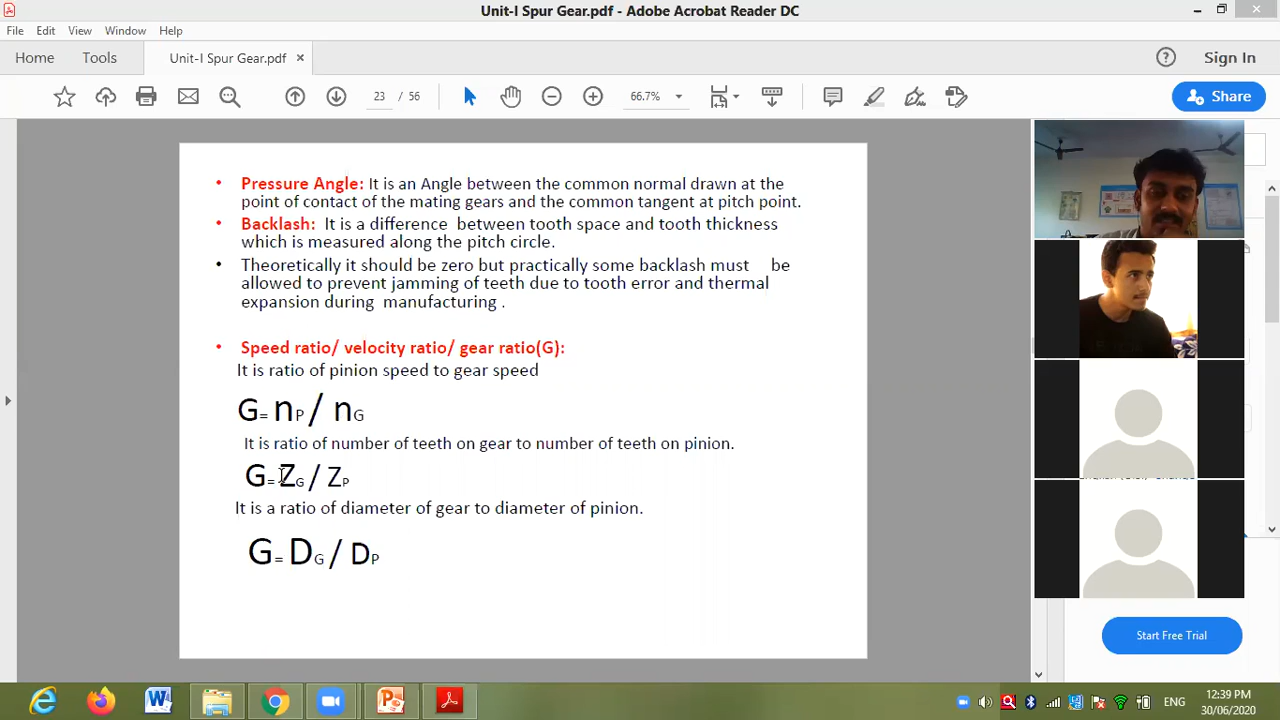 Unit-I Spur Gear.pdf - Adobe Acrobat Reader DC
File Edit View Window Help
Home Tools Unit-I Spur Gear.pdf × Sign In
23 / 56 66.7% Share
• Pressure Angle: It is an Angle between the common normal drawn at the
point of contact of the mating gears and the common tangent at pitch point.
• Backlash: It is a difference between tooth space and tooth thickness
which is measured along the pitch circle.
• Theoretically it should be zero but practically some backlash must be
allowed to prevent jamming of teeth due to tooth error and thermal
expansion during manufacturing .
• Speed ratio/ velocity ratio/ gear ratio(G):
It is ratio of pinion speed to gear speed
G= nP / nG
It is ratio of number of teeth on gear to number of teeth on pinion.
G= ZG / ZP
It is a ratio of diameter of gear to diameter of pinion.
G= DG / DP
Start Free Trial
ENG
12:39 PM
30/06/2020